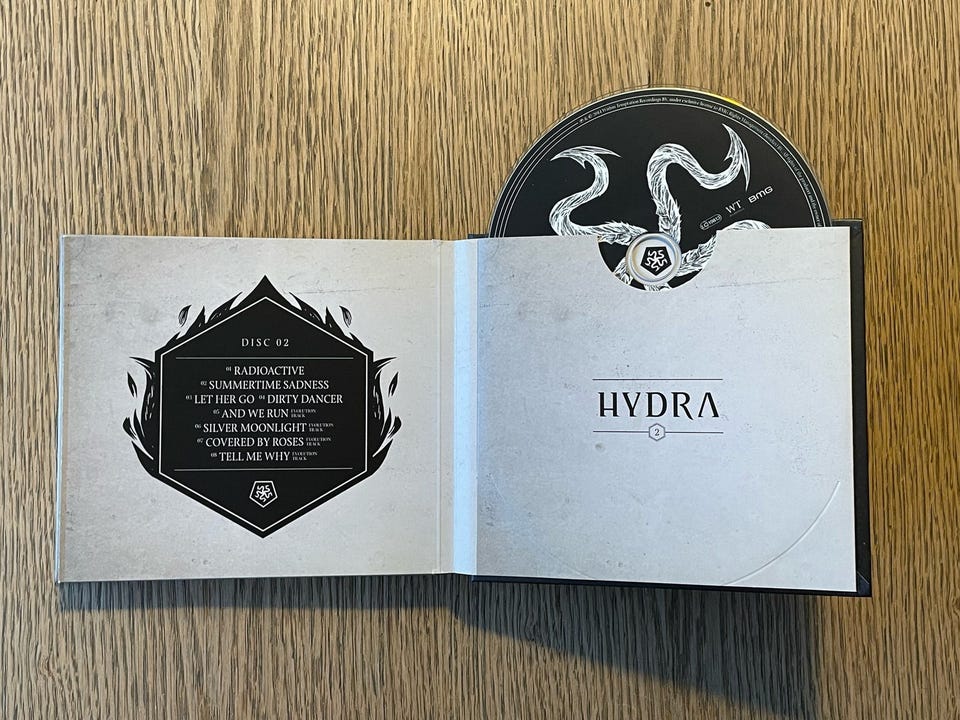 DISC 02
01 RADIOACTIVE
02 SUMMERTIME SADNESS
03 LET HER GO 04 DIRTY DANCER
05 AND WE RUN EVOLUTION TRACK
06 SILVER MOONLIGHT EVOLUTION TRACK
07 COVERED BY ROSES EVOLUTION TRACK
08 TELL ME WHY EVOLUTION TRACK
WT BMG
HYDRA
2